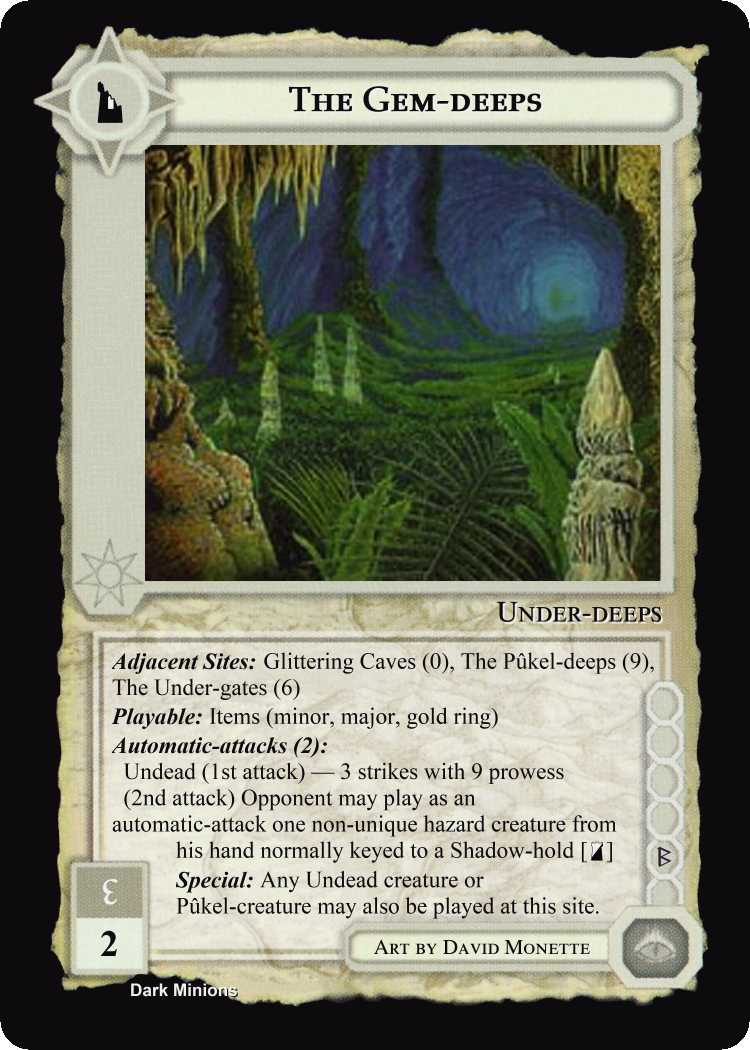 The Gem-deeps
Under-deeps
Adjacent Sites: Glittering Caves (0), The Pûkel-deeps (9),
The Under-gates (6)
Playable: Items (minor, major, gold ring)
Automatic-attacks (2):
Undead (1st attack) — 3 strikes with 9 prowess
(2nd attack) Opponent may play as an
automatic-attack one non-unique hazard creature from
his hand normally keyed to a Shadow-hold [ ]
Special: Any Undead creature or
Pûkel-creature may also be played at this site.
2
Art by David Monette
Dark Minions